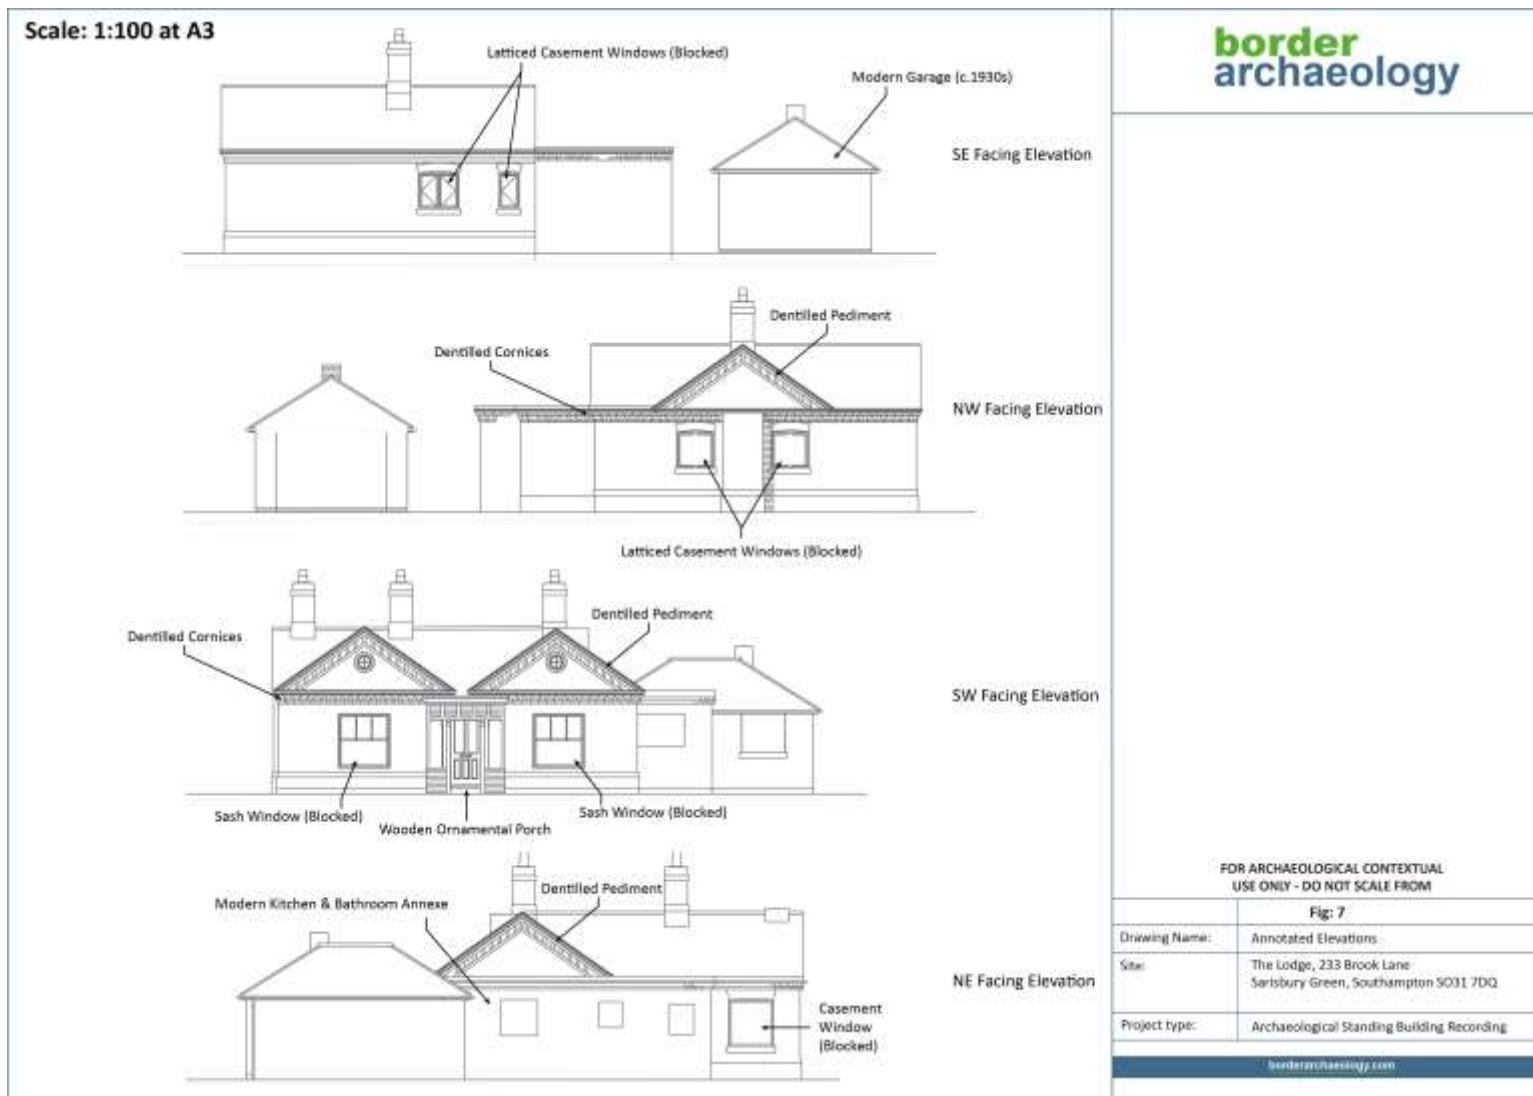 Scale: 1:100 at A3
border
archaeology
Latticed Casement Windows (Blocked)
Modern Garage (c.1930s)
SE Facing Elevation
Dentilled Pediment
Dentilled Cornices
NW Facing Elevation
Latticed Casement Windows (Blocked)
Dentilled Pediment
Dentilled Cornices
SW Facing Elevation
Sash Window (Blocked)
Sash Window (Blocked)
Wooden Ornamental Porch
Dentilled Pediment
Modern Kitchen & Bathroom Annexe
NE Facing Elevation
Casement
Window
(Blocked)
FOR ARCHAEOLOGICAL CONTEXTUAL
USE ONLY - DO NOT SCALE FROM
Fig: 7
Drawing Name: Annotated Elevations
Site: The Lodge, 233 Brook Lane
Sarisbury Green, Southampton SO31 7DQ
Project type: Archaeological Standing Building Recording
borderarchaeology.com